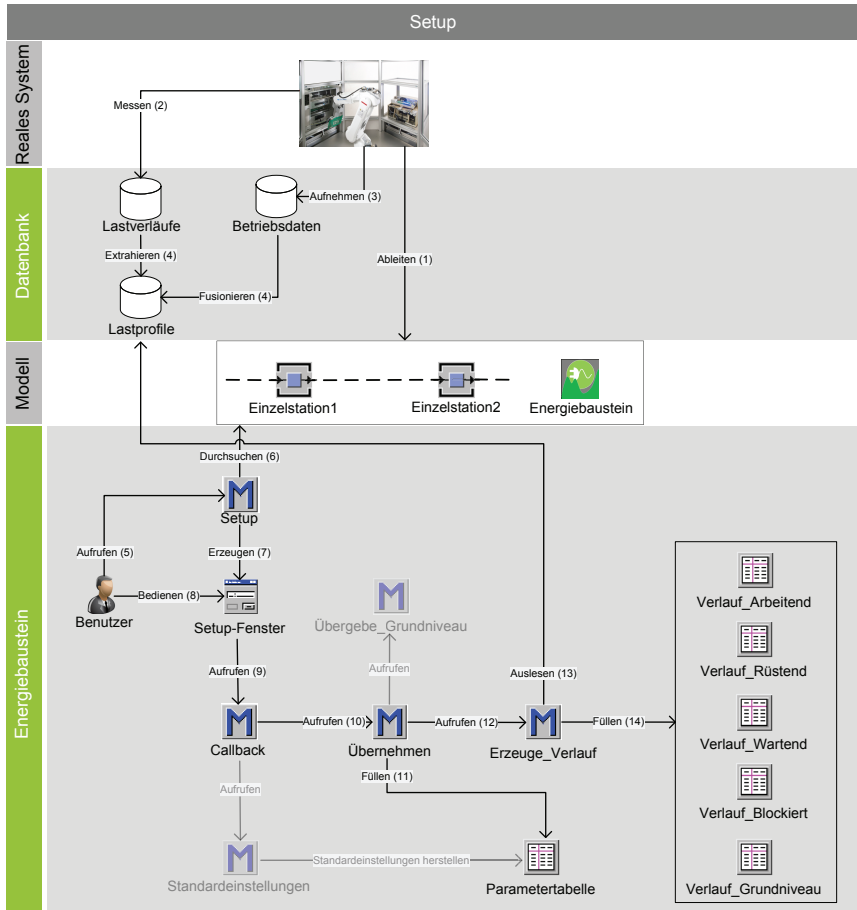 Setup
Reales System
Messen (2)
Aufnehmen (3)
Datenbank
Lastverläufe
Betriebsdaten
Extrahieren (4)
Ableiten (1)
Fusionieren (4)
Lastprofile
Modell
Einzelstation1
Einzelstation2
Energiebaustein
Energiebaustein
Durchsuchen (6)
Setup
Aufrufen (5)
Erzeugen (7)
Bedienen (8)
Benutzer
Setup-Fenster
Übergebe_Grundniveau
Verlauf_Arbeitend
Aufrufen (9)
Aufrufen
Auslesen (13)
Verlauf_Rüstend
Aufrufen (10)
Aufrufen (12)
Füllen (14)
Callback
Übernehmen
Erzeuge_Verlauf
Verlauf_Wartend
Füllen (11)
Aufrufen
Verlauf_Blockiert
Standardeinstellungen herstellen
Standardeinstellungen
Parametertabelle
Verlauf_Grundniveau